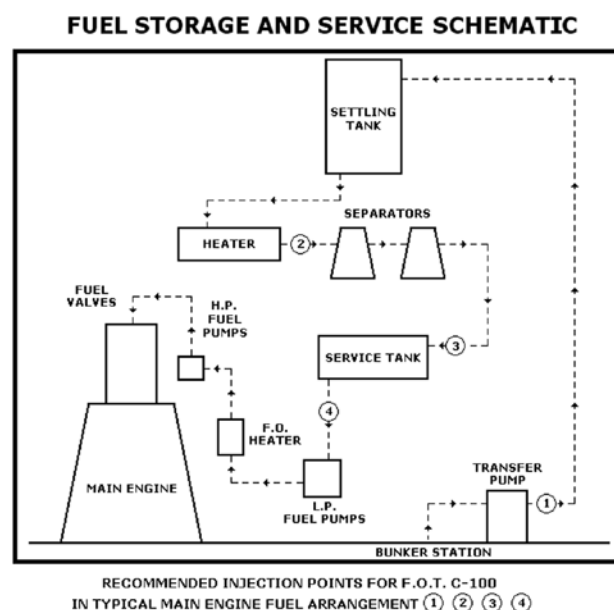 FUEL STORAGE AND SERVICE SCHEMATIC
SETTLING
TANK
SEPARATORS
HEATER
2
FUEL
VALVES
H.P.
FUEL
PUMPS
SERVICE TANK
3
4
F.O.
HEATER
MAIN ENGINE
L.P.
FUEL PUMPS
TRANSFER
PUMP
1
BUNKER STATION
RECOMMENDED INJECTION POINTS FOR F.O.T. C-100
IN TYPICAL MAIN ENGINE FUEL ARRANGEMENT 1 2 3 4